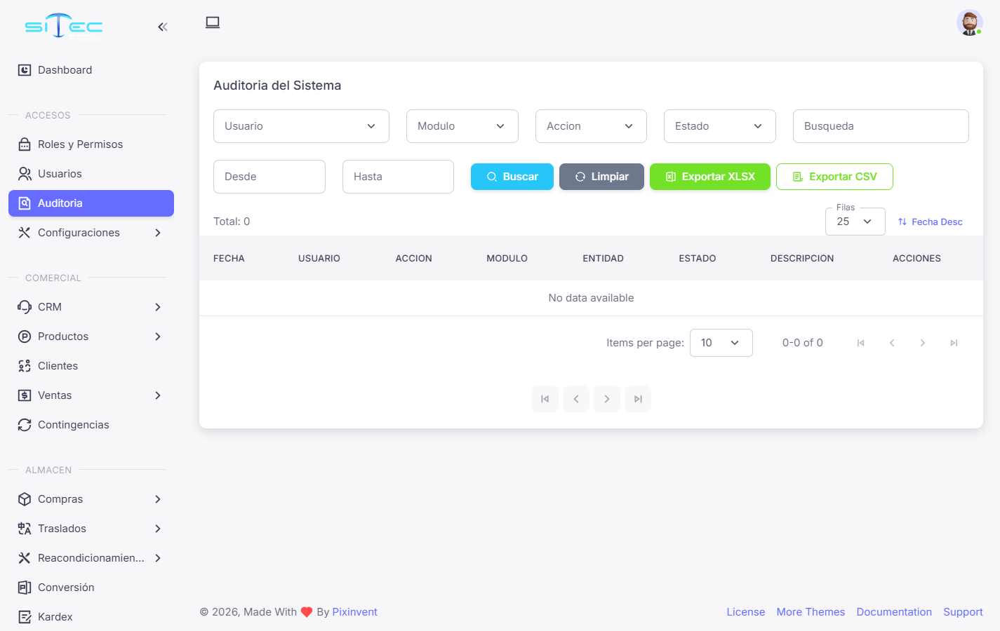 SITEC
Dashboard
ACCESOS
Roles y Permisos
Usuarios
Auditoria
Configuraciones
COMERCIAL
CRM
Productos
Clientes
Ventas
Contingencias
ALMACEN
Compras
Traslados
Reacondicionamien...
Conversión
Kardex
Auditoria del Sistema
Usuario Modulo Accion Estado Busqueda
Desde Hasta Buscar Limpiar Exportar XLSX Exportar CSV
Total: 0 Filas 25 Fecha Desc
FECHA USUARIO ACCION MODULO ENTIDAD ESTADO DESCRIPCION ACCIONES
No data available
Items per page: 10 0-0 of 0
© 2026, Made With By Pixinvent License More Themes Documentation Support